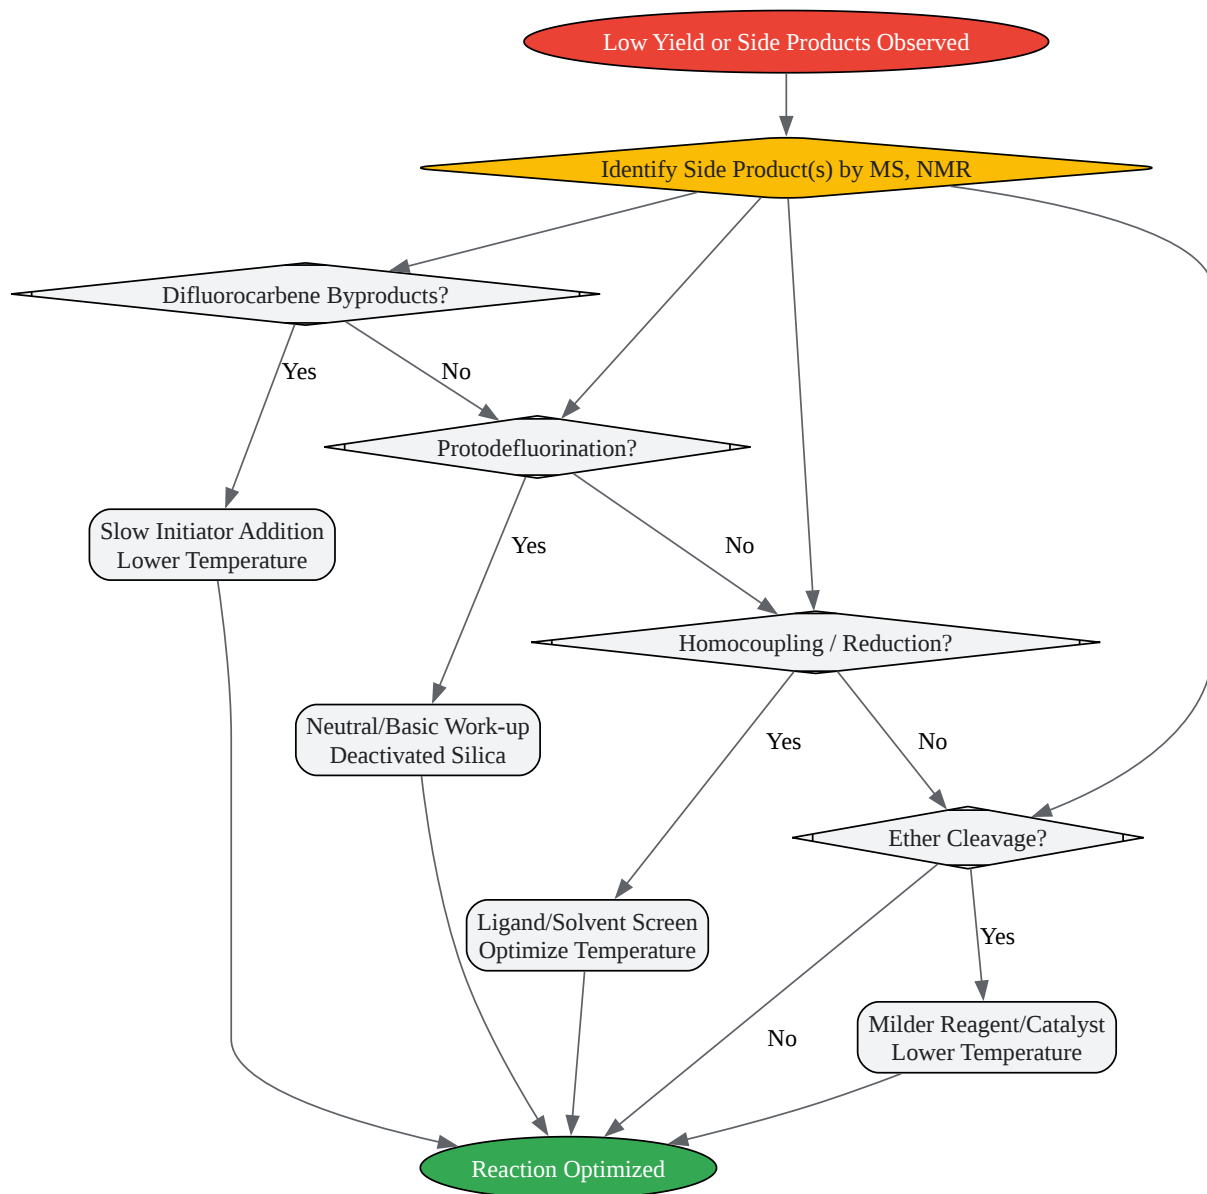 Low Yield or Side Products Observed
Identify Side Product(s) by MS, NMR
Difluorocarbene Byproducts?
Yes
No
Protodefluorination?
Slow Initiator Addition
Lower Temperature
Yes
No
Homocoupling / Reduction?
Neutral/Basic Work-up
Deactivated Silica
Yes
No
Ether Cleavage?
Ligand/Solvent Screen
Optimize Temperature
Yes
No
Milder Reagent/Catalyst
Lower Temperature
Reaction Optimized